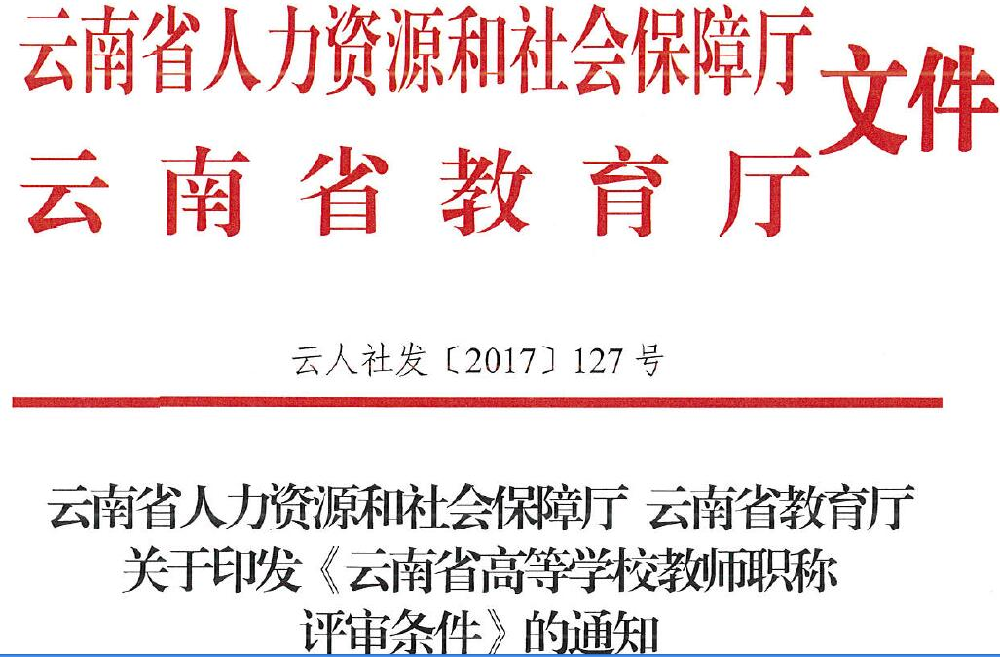 云南省人力资源和社会保障厅
文件
云南省教育厅
云人社发〔2017〕127号
云南省人力资源和社会保障厅 云南省教育厅
关于印发《云南省高等学校教师职称
评审条件》的通知